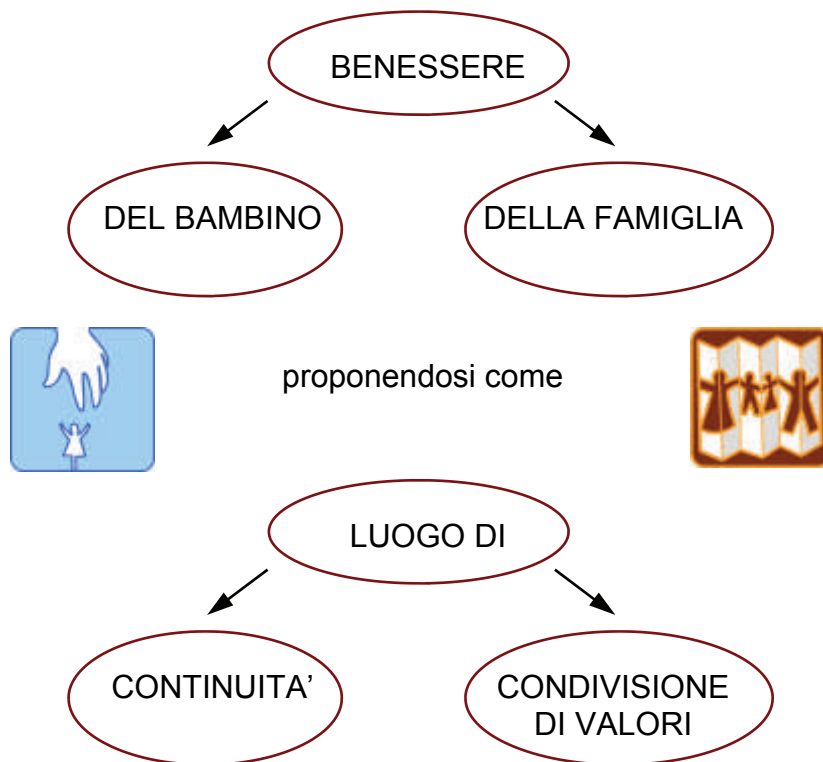 BENESSERE
DEL BAMBINO
DELLA FAMIGLIA
proponendosi come
LUOGO DI
CONTINUITA’
CONDIVISIONE
DI VALORI